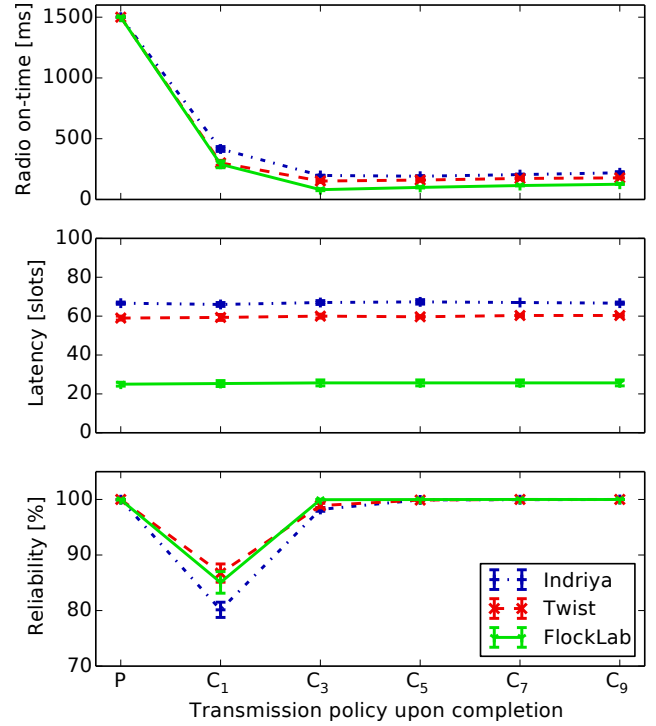 Radio on-time [ms]
1500
1000
500
0
Latency [slots]
100
80
60
40
20
0
Reliability [%]
100
90
80
70
Indriya
Twist
FlockLab
P C₁ C₃ C₅ C₇ C₉
Transmission policy upon completion